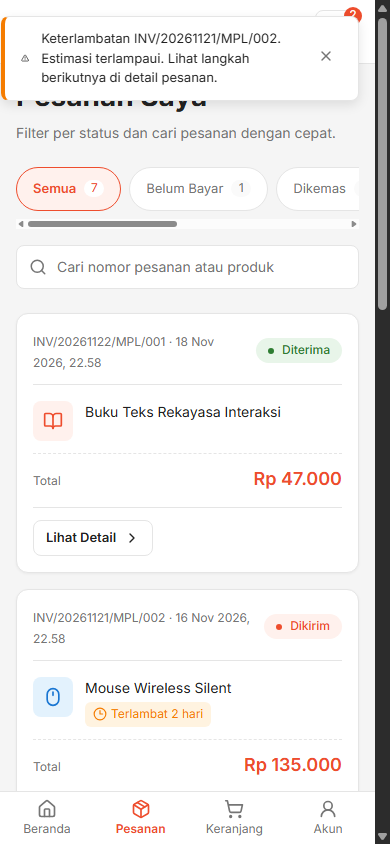 2
Keterlambatan INV/20261121/MPL/002.
Estimasi terlampaui. Lihat langkah
berikutnya di detail pesanan.
Pesanan Saya
Filter per status dan cari pesanan dengan cepat.
Semua 7
Belum Bayar 1
Dikemas
Cari nomor pesanan atau produk
INV/20261122/MPL/001 · 18 Nov
2026, 22.58
Diterima
Buku Teks Rekayasa Interaksi
Total
Rp 47.000
Lihat Detail
INV/20261121/MPL/002 · 16 Nov 2026,
22.58
Dikirim
Mouse Wireless Silent
Terlambat 2 hari
Total
Rp 135.000
Beranda
Pesanan
Keranjang
Akun